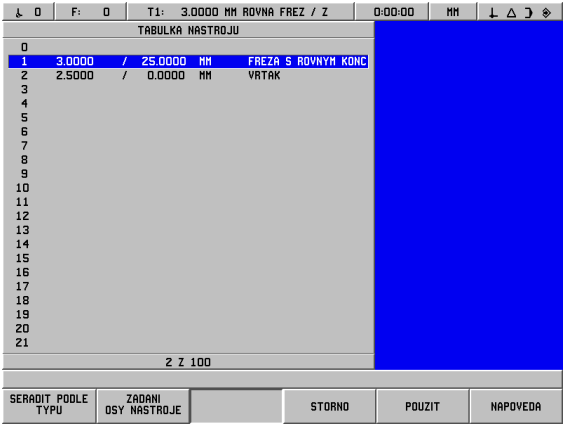 0 F: 0 T1: 3.0000 MM ROVNA FREZ / Z 0:00:00 MM
TABULKA NASTROJU
0
1 3.0000 / 25.0000 MM FREZA S ROVNYM KONC
2 2.5000 / 0.0000 MM VRTAK
3
4
5
6
7
8
9
10
11
12
13
14
15
16
17
18
19
20
21
2 Z 100
SERADIT PODLE TYPU
ZADANI OSY NASTROJE
STORNO
POUZIT
NAPOVEDA